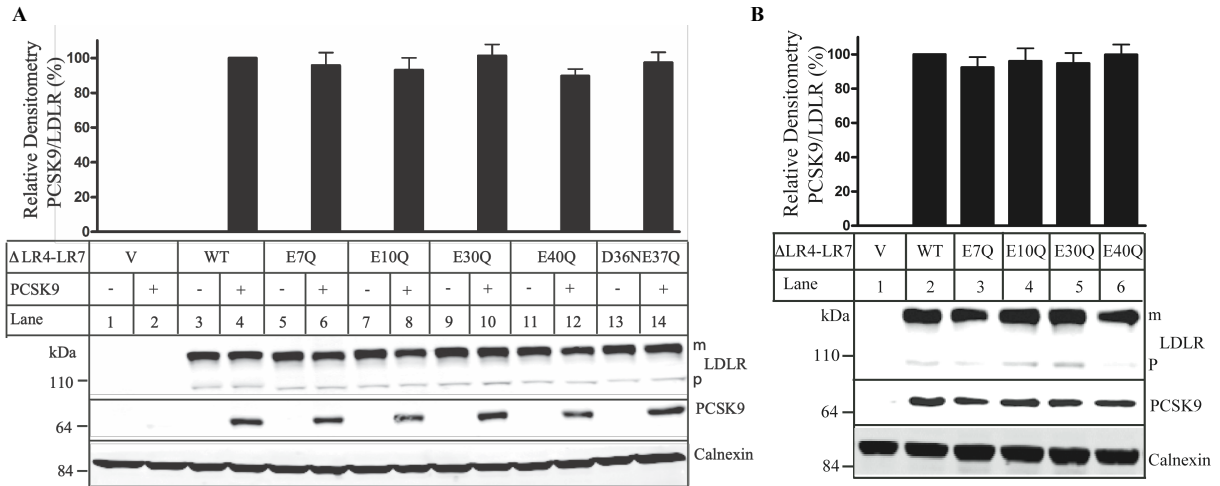 A
Relative Densitometry
PCSK9/LDLR (%)
100
80
60
40
20
0
ΔLR4-LR7 V WT E7Q E10Q E30Q E40Q D36NE37Q
PCSK9 - + - + - + - + - + - + - +
Lane 1 2 3 4 5 6 7 8 9 10 11 12 13 14
kDa
110
m
LDLR
p
64
PCSK9
84
Calnexin
B
Relative Densitometry
PCSK9/LDLR (%)
100
80
60
40
20
0
ΔLR4-LR7 V WT E7Q E10Q E30Q E40Q
Lane 1 2 3 4 5 6
kDa
110
m
LDLR
P
64
PCSK9
84
Calnexin